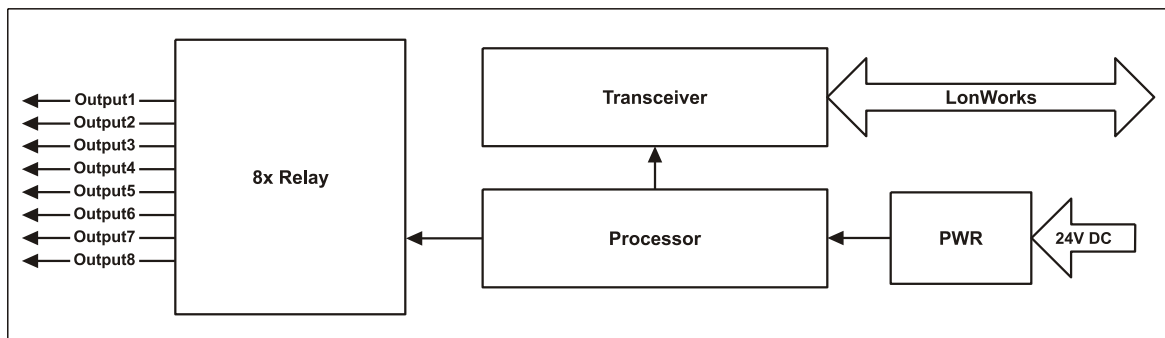 Output1
Output2
Output3
Output4
Output5
Output6
Output7
Output8
8x Relay
Transceiver
LonWorks
Processor
PWR
24V DC